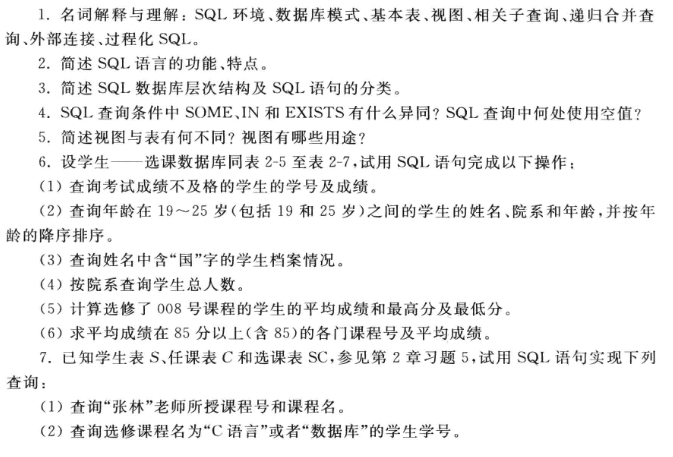 1. 名词解释与理解：SQL 环境、数据库模式、基本表、视图、相关子查询、递归合并查
询、外部连接、过程化 SQL。
2. 简述 SQL 语言的功能、特点。
3. 简述 SQL 数据库层次结构及 SQL 语句的分类。
4. SQL 查询条件中 SOME、IN 和 EXISTS 有什么异同？SQL 查询中何处使用空值？
5. 简述视图与表有何不同？视图有哪些用途？
6. 设学生——选课数据库同表 2-5 至表 2-7，试用 SQL 语句完成以下操作：
（1）查询考试成绩不及格的学生的学号及成绩。
（2）查询年龄在 19～25 岁（包括 19 和 25 岁）之间的学生的姓名、院系和年龄，并按年
龄的降序排序。
（3）查询姓名中含“国”字的学生档案情况。
（4）按院系查询学生总人数。
（5）计算选修了 008 号课程的学生的平均成绩和最高分及最低分。
（6）求平均成绩在 85 分以上（含 85）的各门课程号及平均成绩。
7. 已知学生表 S、任课表 C 和选课表 SC，参见第 2 章习题 5，试用 SQL 语句实现下列
查询：
（1）查询“张林”老师所授课程号和课程名。
（2）查询选修课程名为“C 语言”或者“数据库”的学生学号。